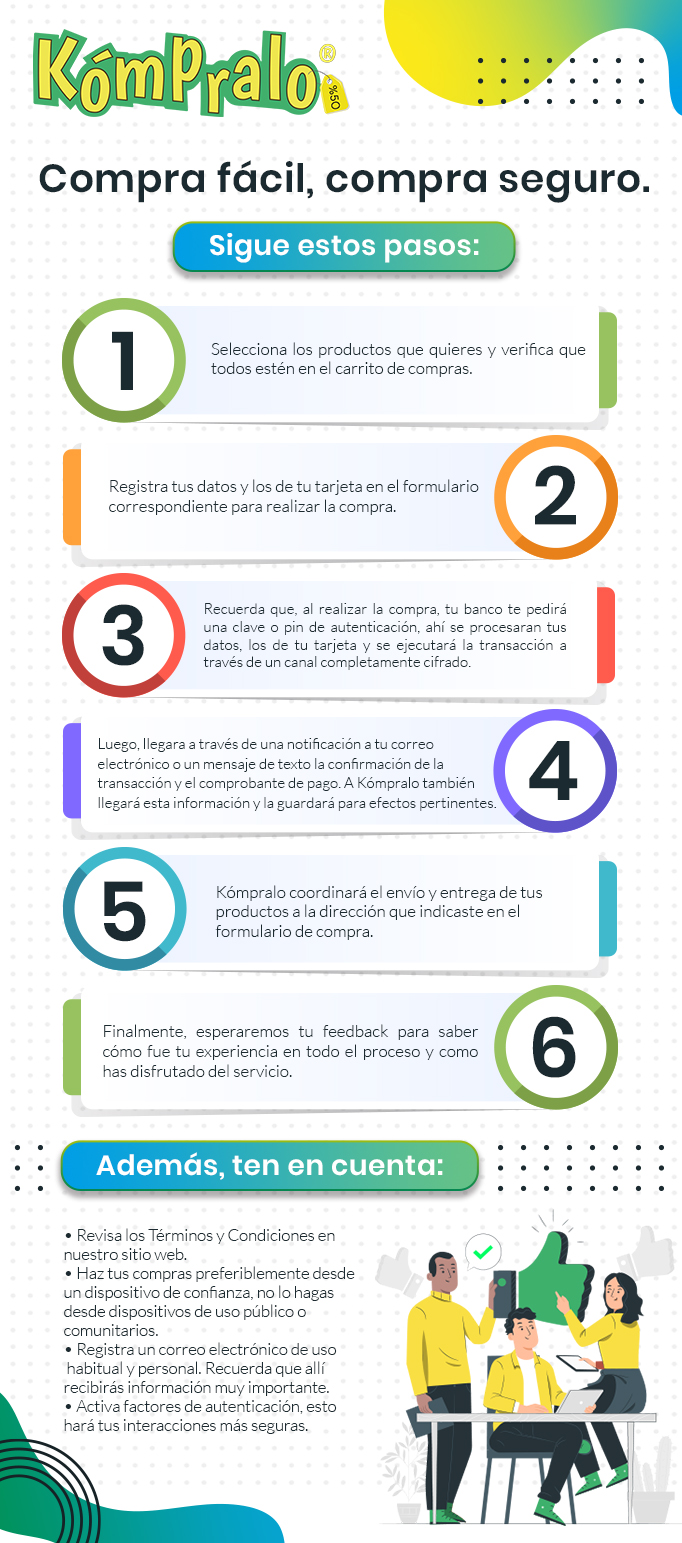 KómPralo®
%50
Compra fácil, compra seguro.
Sigue estos pasos:
1
Selecciona los productos que quieres y verifica que
todos estén en el carrito de compras.
Registra tus datos y los de tu tarjeta en el formulario
correspondiente para realizar la compra.
2
3
Recuerda que, al realizar la compra, tu banco te pedirá
una clave o pin de autenticación, ahí se procesaran tus
datos, los de tu tarjeta y se ejecutará la transacción a
través de un canal completamente cifrado.
Luego, llegara a través de una notificación a tu correo
electrónico o un mensaje de texto la confirmación de la
transacción y el comprobante de pago. A Kómpralo también
llegará esta información y la guardará para efectos pertinentes.
4
5
Kómpralo coordinará el envío y entrega de tus
productos a la dirección que indicaste en el
formulario de compra.
Finalmente, esperaremos tu feedback para saber
cómo fue tu experiencia en todo el proceso y como
has disfrutado del servicio.
6
Además, ten en cuenta:
• Revisa los Términos y Condiciones en
nuestro sitio web.
• Haz tus compras preferiblemente desde
un dispositivo de confianza, no lo hagas
desde dispositivos de uso público o
comunitarios.
• Registra un correo electrónico de uso
habitual y personal. Recuerda que allí
recibirás información muy importante.
• Activa factores de autenticación, esto
hará tus interacciones más seguras.